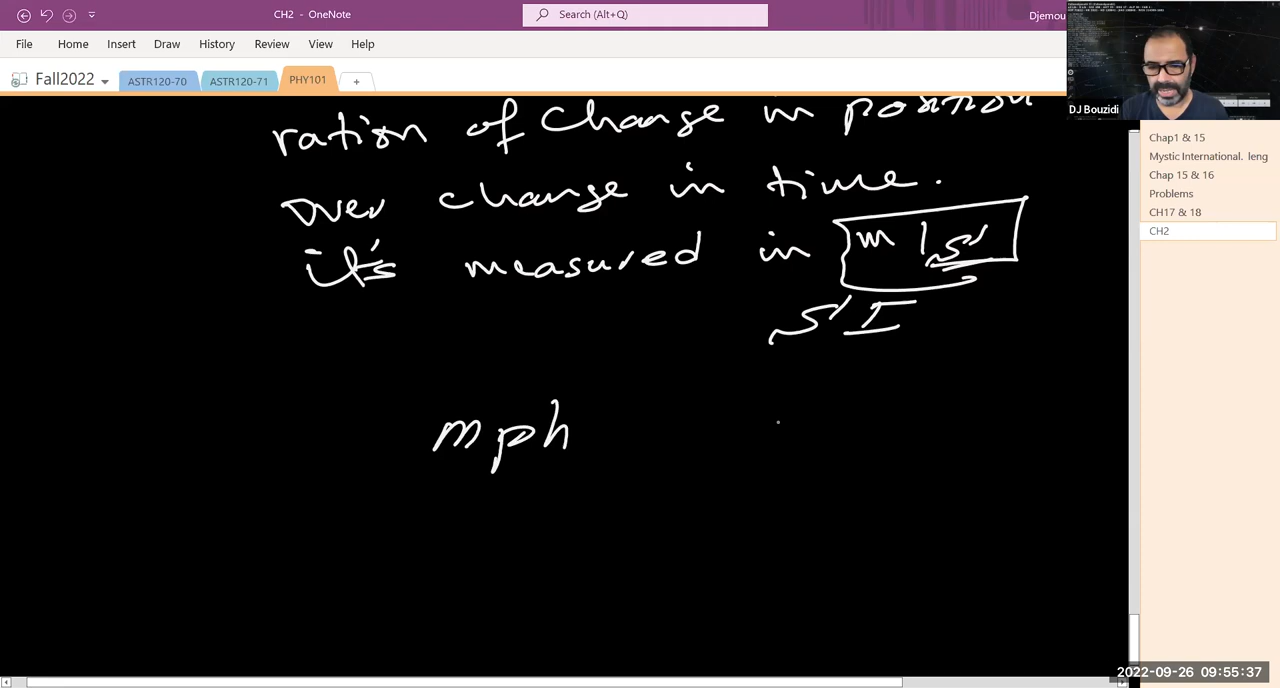 CH2 - OneNote
Search (Alt+Q)
Djemou
File Home Insert Draw History Review View Help
Fall2022 ASTR120-70 ASTR120-71 PHY101 +
DJ Bouzidi
Chap1 & 15
Mystic International. leng
Chap 15 & 16
Problems
CH17 & 18
CH2
ration of change in position
over change in time.
it's measured in m/s
SI
mph
2022-09-26 09:55:37